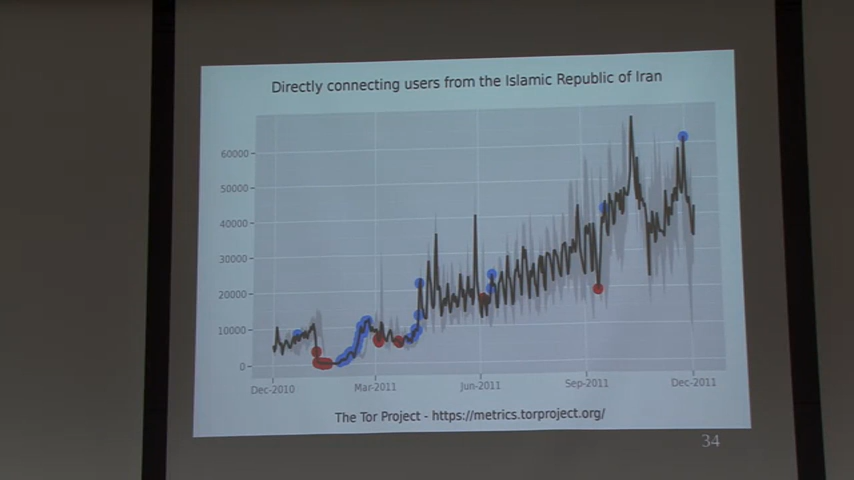 Directly connecting users from the Islamic Republic of Iran
60000
50000
40000
30000
20000
10000
0
Dec-2010 Mar-2011 Jun-2011 Sep-2011 Dec-2011
The Tor Project - https://metrics.torproject.org/
34